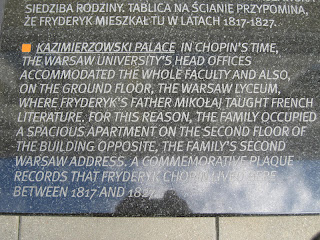 SIEDZIBA RODZINY. TABLICA NA ŚCIANIE PRZYPOMINA,
ŻE FRYDERYK MIESZKAŁ TU W LATACH 1817-1827.
KAZIMIERZOWSKI PALACE IN CHOPIN'S TIME,
THE WARSAW UNIVERSITY'S HEAD OFFICES
ACCOMMODATED THE WHOLE FACULTY AND ALSO,
ON THE GROUND FLOOR, THE WARSAW LYCEUM,
WHERE FRYDERYK'S FATHER MIKOŁAJ TAUGHT FRENCH
LITERATURE. FOR THIS REASON, THE FAMILY OCCUPIED
A SPACIOUS APARTMENT ON THE SECOND FLOOR OF
THE BUILDING OPPOSITE, THE FAMILY'S SECOND
WARSAW ADDRESS. A COMMEMORATIVE PLAQUE
RECORDS THAT FRYDERYK CHOPIN LIVED HERE
BETWEEN 1817 AND 1827.